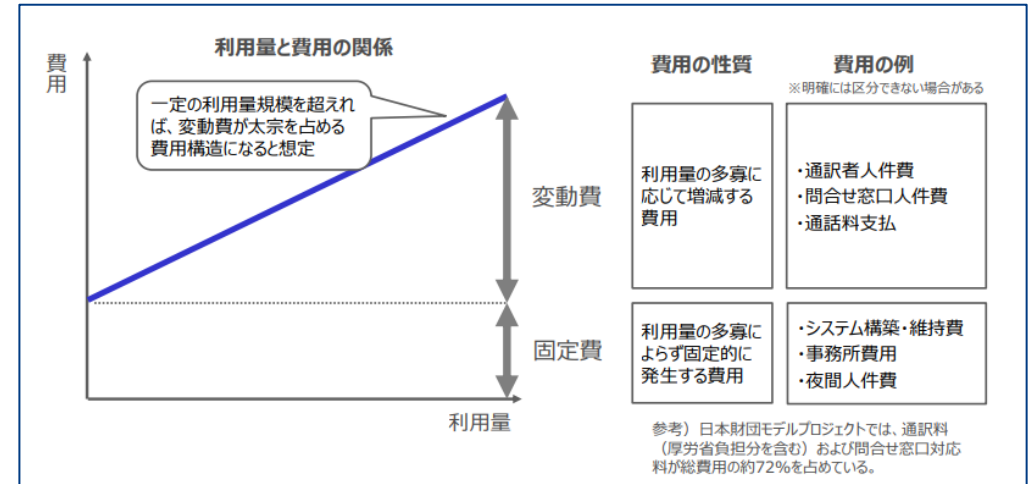 利用量と費用の関係
費用
一定の利用量規模を超えれ
ば、変動費が太宗を占める
費用構造になると想定
変動費
固定費
利用量
費用の性質
費用の例
※明確には区分できない場合がある
利用量の多寡に
応じて増減する
費用
・通訳者人件費
・問合せ窓口人件費
・通話料支払
利用量の多寡に
よらず固定的に
発生する費用
・システム構築・維持費
・事務所費用
・夜間人件費
参考）日本財団モデルプロジェクトでは、通訳料
（厚労省負担分を含む）および問合せ窓口対応
料が総費用の約72%を占めている。